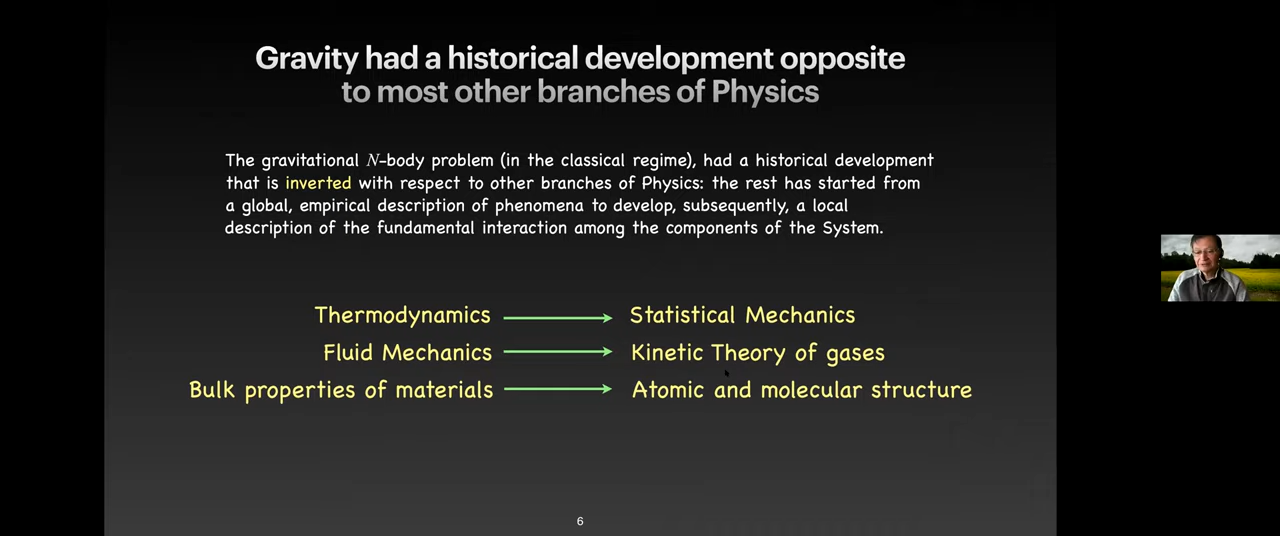 Gravity had a historical development opposite
to most other branches of Physics
The gravitational N-body problem (in the classical regime), had a historical development
that is inverted with respect to other branches of Physics: the rest has started from
a global, empirical description of phenomena to develop, subsequently, a local
description of the fundamental interaction among the components of the System.
Thermodynamics → Statistical Mechanics
Fluid Mechanics → Kinetic Theory of gases
Bulk properties of materials → Atomic and molecular structure
6